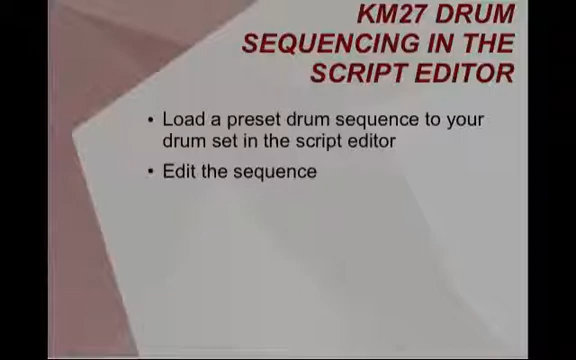 KM27 DRUM
SEQUENCING IN THE
SCRIPT EDITOR
• Load a preset drum sequence to your
drum set in the script editor
• Edit the sequence